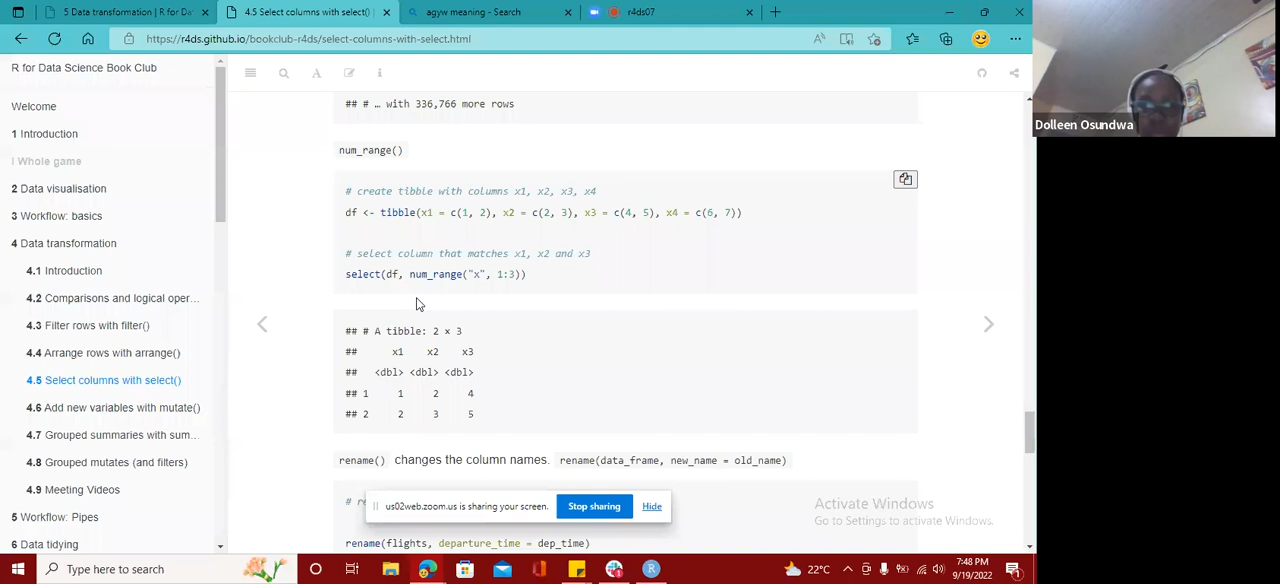 5 Data transformation | R for Dat
4.5 Select columns with select() |
agyw meaning - Search
r4ds07
https://r4ds.github.io/bookclub-r4ds/select-columns-with-select.html
R for Data Science Book Club
Welcome
1 Introduction
I Whole game
2 Data visualisation
3 Workflow: basics
4 Data transformation
4.1 Introduction
4.2 Comparisons and logical oper…
4.3 Filter rows with filter()
4.4 Arrange rows with arrange()
4.5 Select columns with select()
4.6 Add new variables with mutate()
4.7 Grouped summaries with sum…
4.8 Grouped mutates (and filters)
4.9 Meeting Videos
5 Workflow: Pipes
6 Data tidying
## # … with 336,766 more rows
num_range()
# create tibble with columns x1, x2, x3, x4
df <- tibble(x1 = c(1, 2), x2 = c(2, 3), x3 = c(4, 5), x4 = c(6, 7))
# select column that matches x1, x2 and x3
select(df, num_range("x", 1:3))
## # A tibble: 2 × 3
## x1 x2 x3
## <dbl> <dbl> <dbl>
## 1 1 2 4
## 2 2 3 5
rename() changes the column names. rename(data_frame, new_name = old_name)
# re
us02web.zoom.us is sharing your screen. Stop sharing Hide
rename(flights, departure_time = dep_time)
Activate Windows
Go to Settings to activate Windows.
Dolleen Osundwa
Type here to search
22°C
7:48 PM
9/19/2022